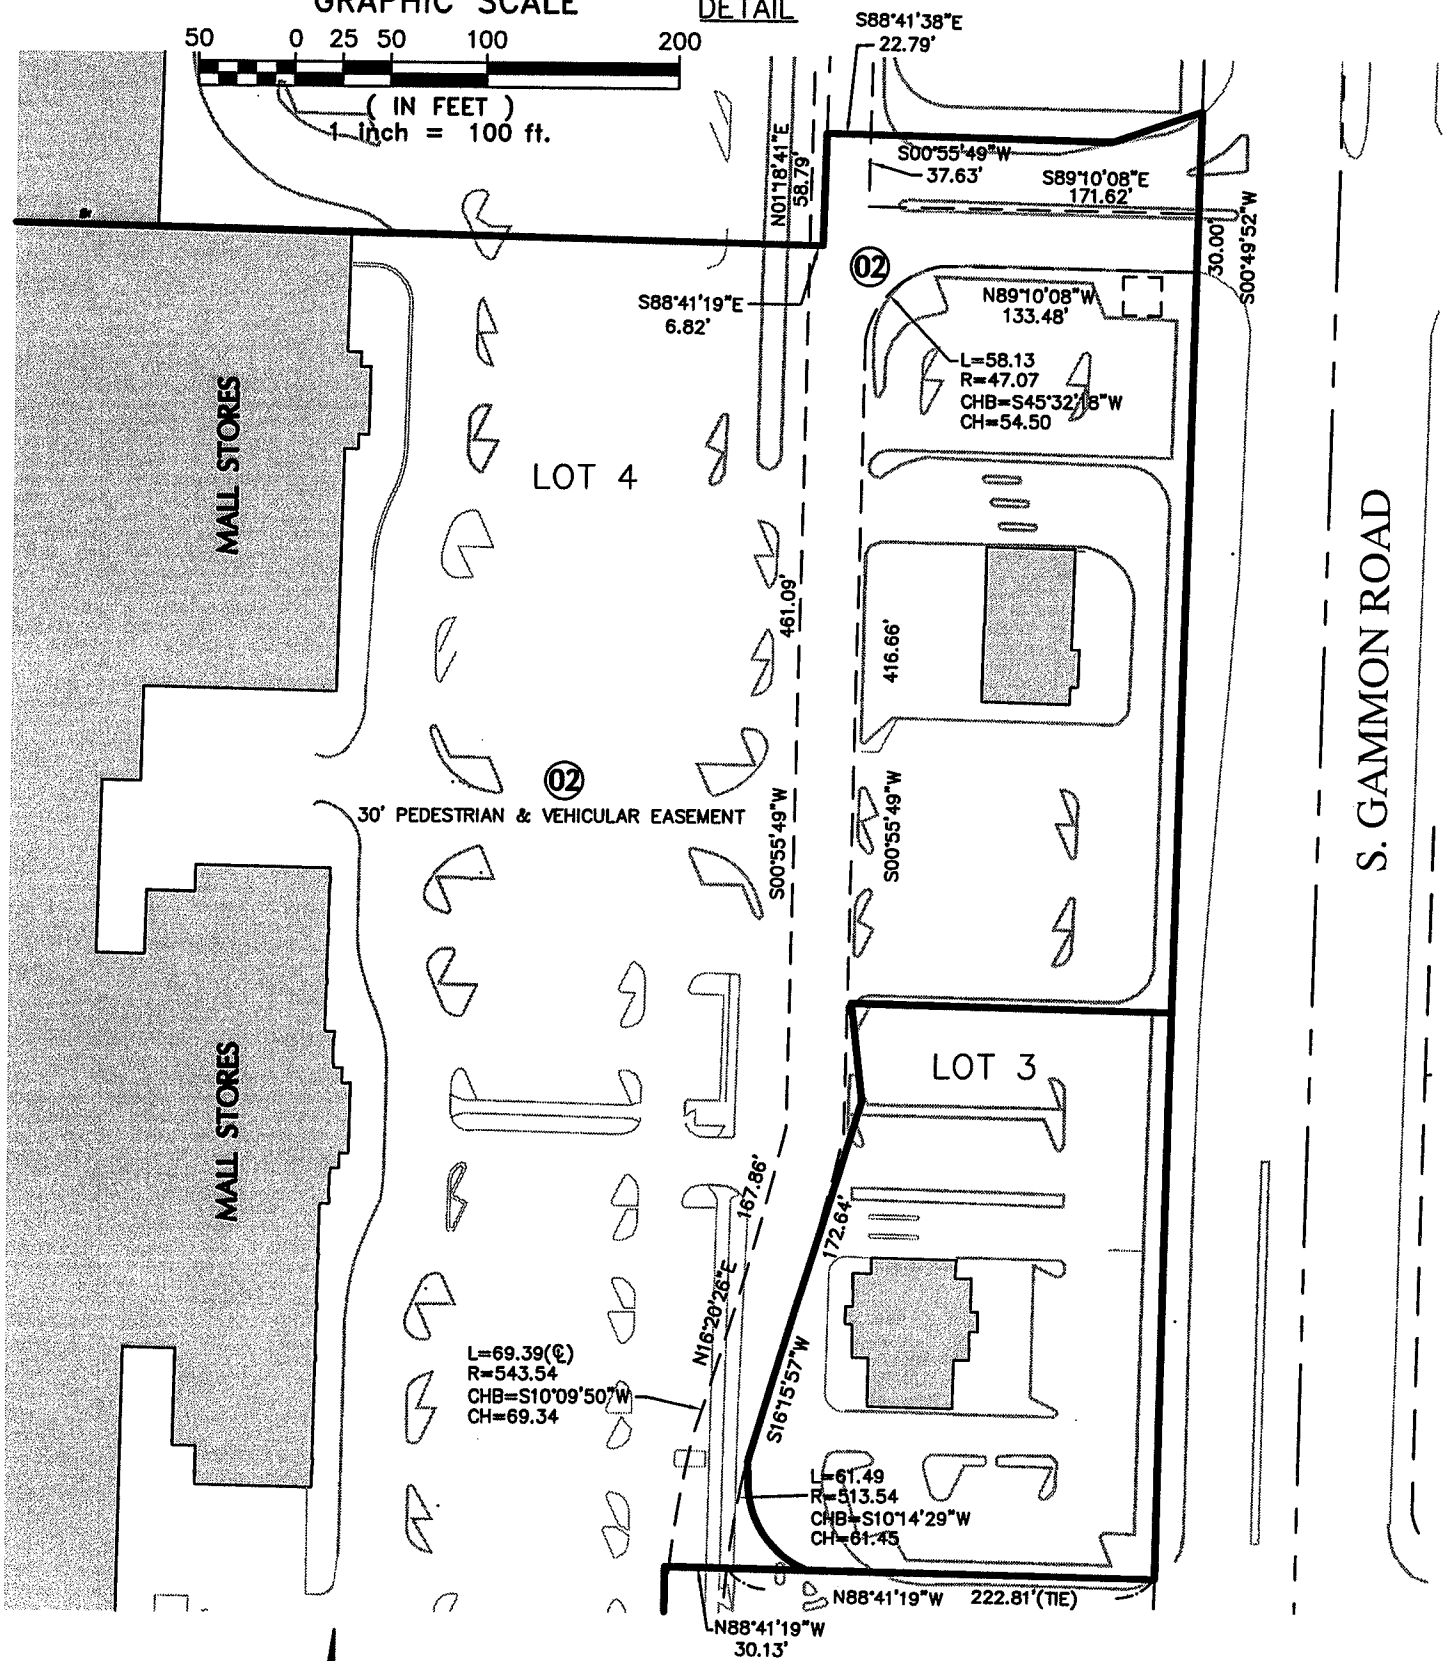 GRAPHIC SCALE
DETAIL
50 0 25 50 100 200
( IN FEET )
1 inch = 100 ft.
S88°41'38"E
22.79'
N01°18'41"E
58.79'
S00°55'49"W
37.63'
S89°10'08"E
171.62'
30.00'
S00°49'52"W
02
S88°41'19"E
6.82'
N89°10'08"W
133.48'
L=58.13
R=47.07
CHB=S45°32'18"W
CH=54.50
MALL STORES
LOT 4
461.09'
416.66'
S. GAMMON ROAD
02
30' PEDESTRIAN & VEHICULAR EASEMENT
S00°55'49"W
S00°55'49"W
LOT 3
MALL STORES
167.86'
172.64'
N16°20'26"E
S16°15'57"W
L=69.39(℄)
R=543.54
CHB=S10°09'50"W
CH=69.34
L=61.49
R=513.54
CHB=S10°14'29"W
CH=61.45
N88°41'19"W 222.81'(TIE)
N88°41'19"W
30.13'